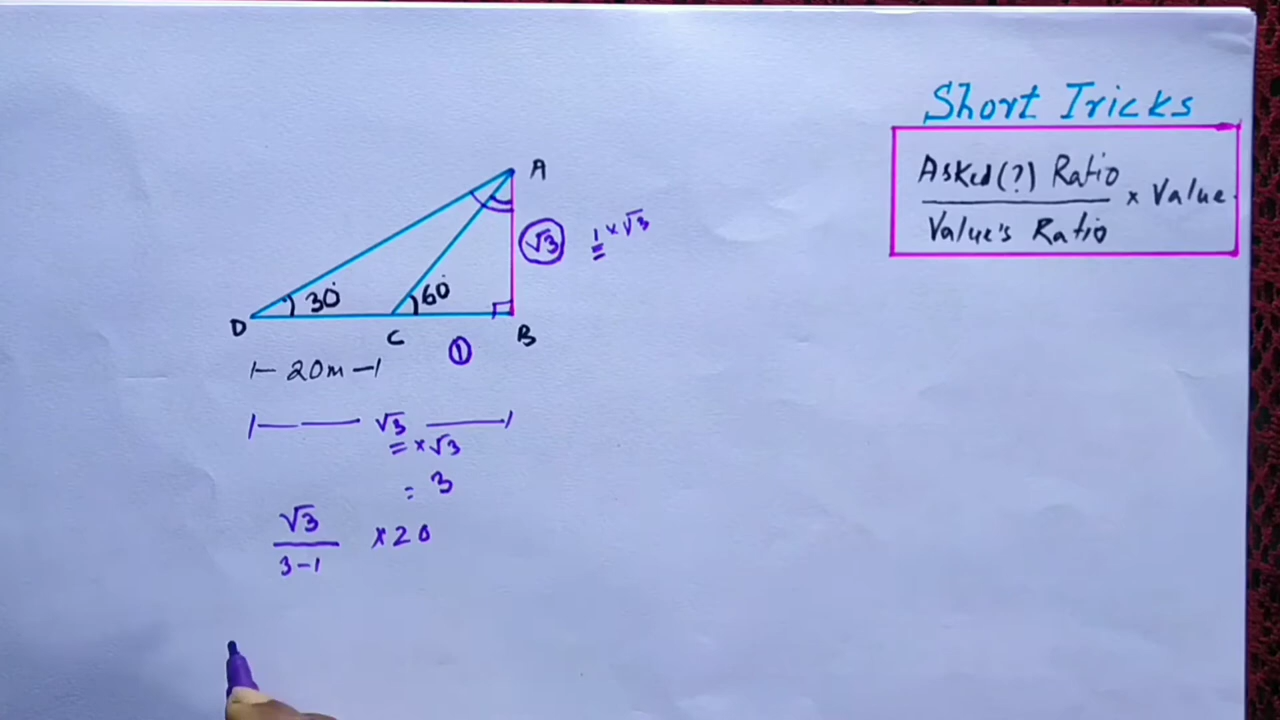 Short Tricks
Asked(?) Ratio
Value's Ratio
× Value.
A
√3
1 × √3
30°
60°
D
C
B
1
20m
√3
= × √3
= 3
√3
3-1
× 20